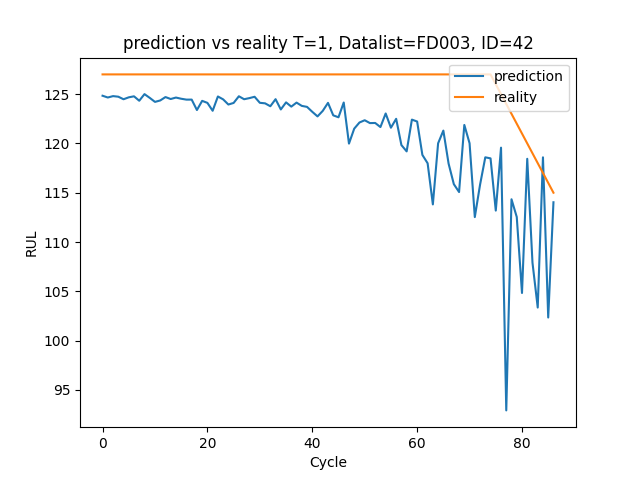 prediction vs reality T=1, Datalist=FD003, ID=42
prediction
reality
RUL
125
120
115
110
105
100
95
0 20 40 60 80
Cycle